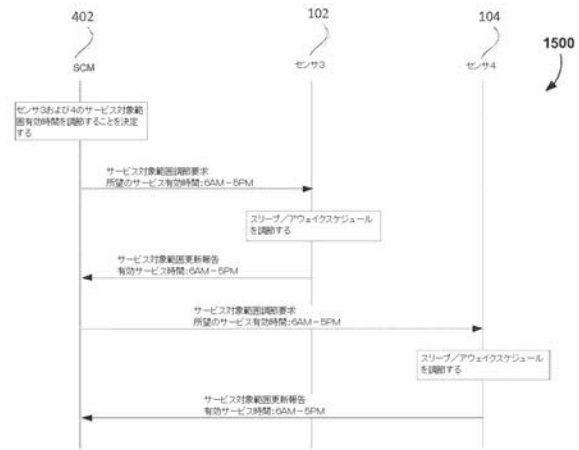 402
102
104
1500
SCM
センサ3
センサ4
センサ3および4のサービス対象範
囲有効時間を調節することを決定
する
サービス対象範囲調節要求
所望のサービス有効時間:6AM－5PM
スリープ／アウェイクスケジュール
を調節する
サービス対象範囲更新報告
有効サービス時間:6AM－5PM
サービス対象範囲調節要求
所望のサービス有効時間:6AM－5PM
スリープ／アウェイクスケジュール
を調節する
サービス対象範囲更新報告
有効サービス時間:6AM－5PM